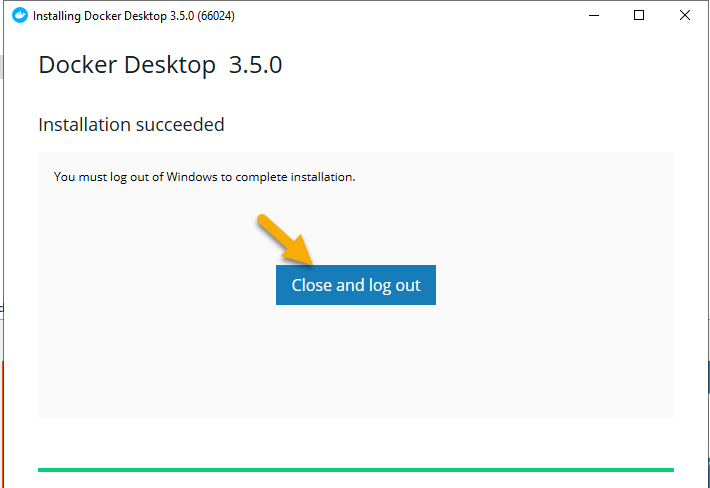 Installing Docker Desktop 3.5.0 (66024)
Docker Desktop 3.5.0
Installation succeeded
You must log out of Windows to complete installation.
Close and log out